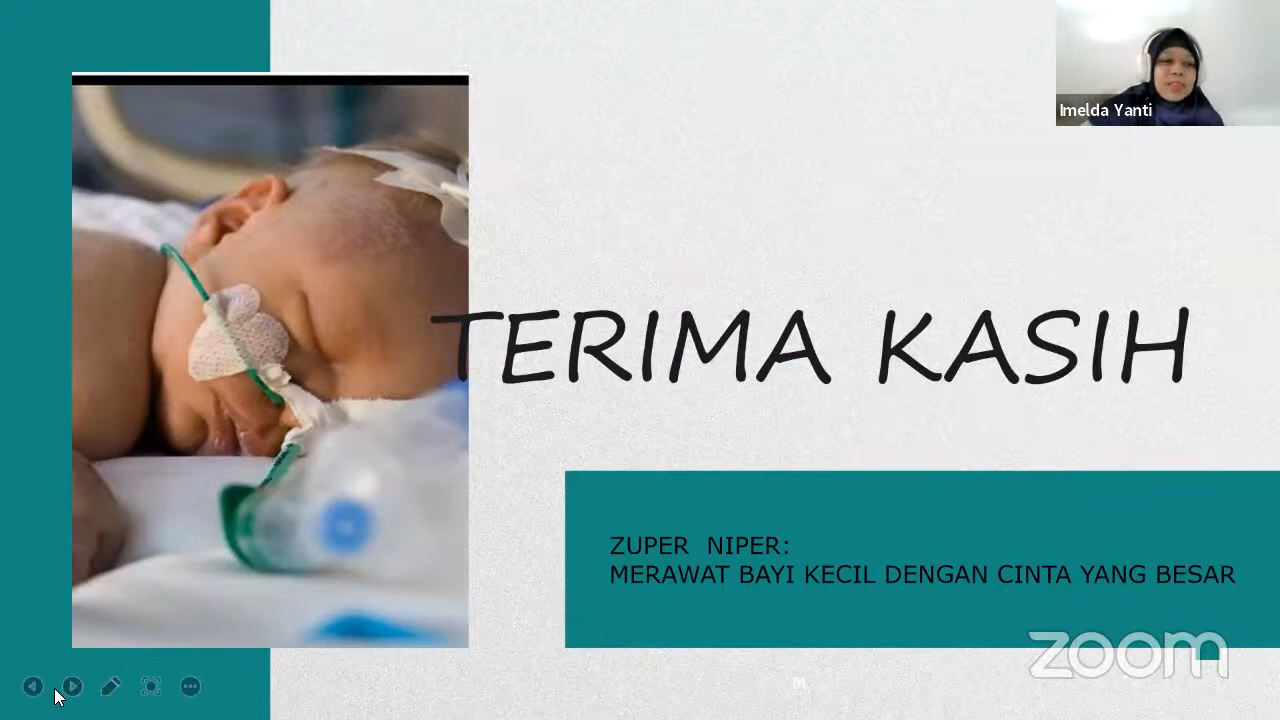 Imelda Yanti
TERIMA KASIH
ZUPER NIPER:
MERAWAT BAYI KECIL DENGAN CINTA YANG BESAR
zoom
M